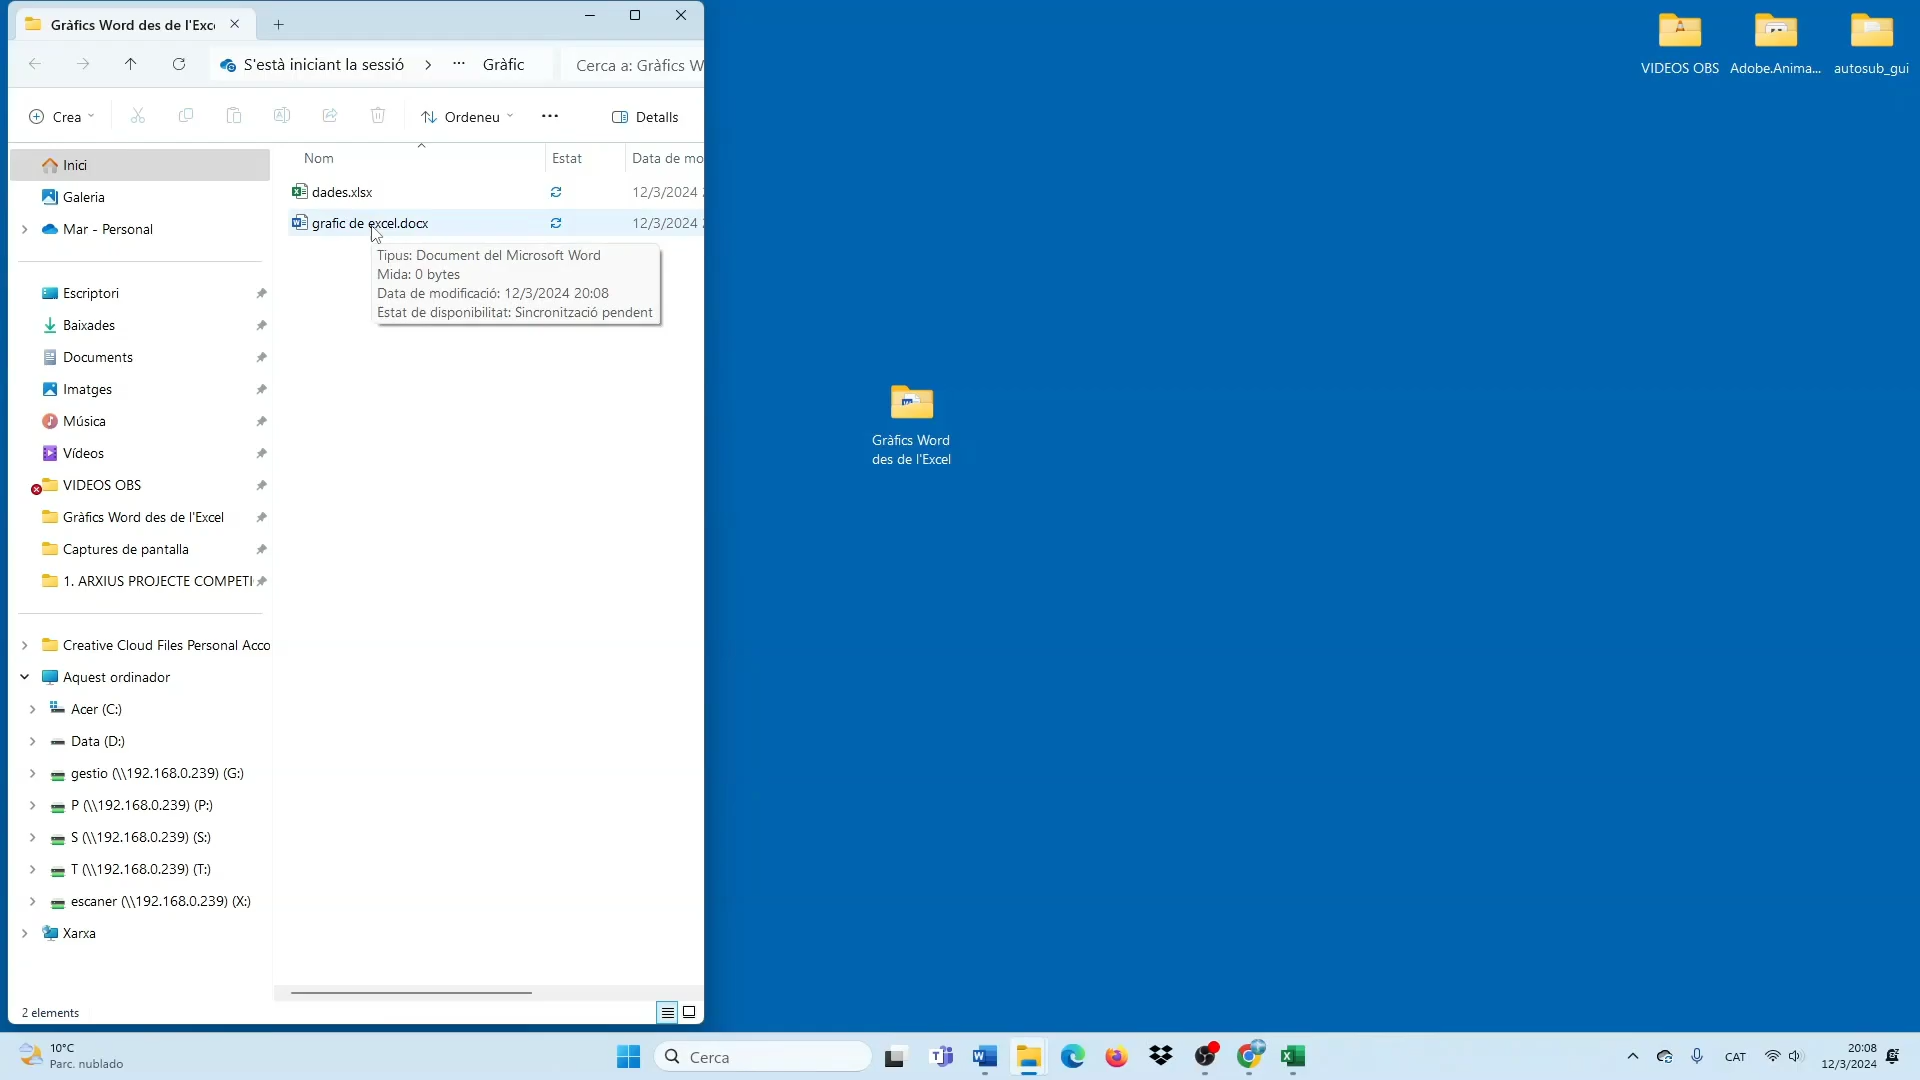 Gràfics Word des de l'Exce
S'està iniciant la sessió
Gràfic
Cerca a: Gràfics W
Crea
Ordeneu
Detalls
Nom
Estat
Data de mo
Inici
Galeria
Mar - Personal
dades.xlsx
12/3/2024
grafic de excel.docx
12/3/2024
Tipus: Document del Microsoft Word
Mida: 0 bytes
Data de modificació: 12/3/2024 20:08
Estat de disponibilitat: Sincronització pendent
Escriptori
Baixades
Documents
Imatges
Música
Vídeos
VIDEOS OBS
Gràfics Word des de l'Excel
Captures de pantalla
1. ARXIUS PROJECTE COMPETI
Creative Cloud Files Personal Acco
Aquest ordinador
Acer (C:)
Data (D:)
gestio (\\192.168.0.239) (G:)
P (\\192.168.0.239) (P:)
S (\\192.168.0.239) (S:)
T (\\192.168.0.239) (T:)
escaner (\\192.168.0.239) (X:)
Xarxa
2 elements
VIDEOS OBS
Adobe.Anima...
autosub_gui
Gràfics Word
des de l'Excel
10°C
Parc. nublado
Cerca
CAT
20:08
12/3/2024